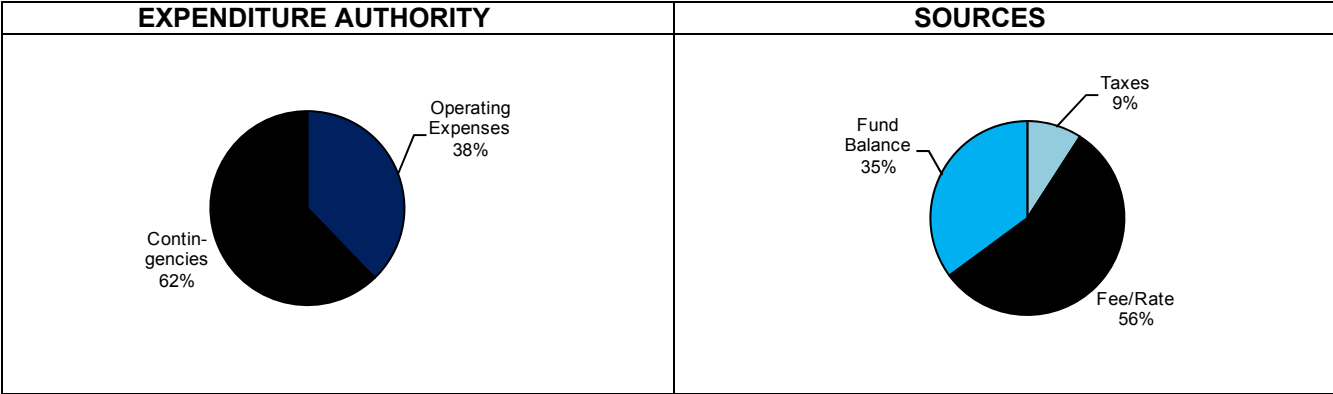 EXPENDITURE AUTHORITY
Operating
Expenses
38%
Contin-
gencies
62%
SOURCES
Taxes
9%
Fund
Balance
35%
Fee/Rate
56%